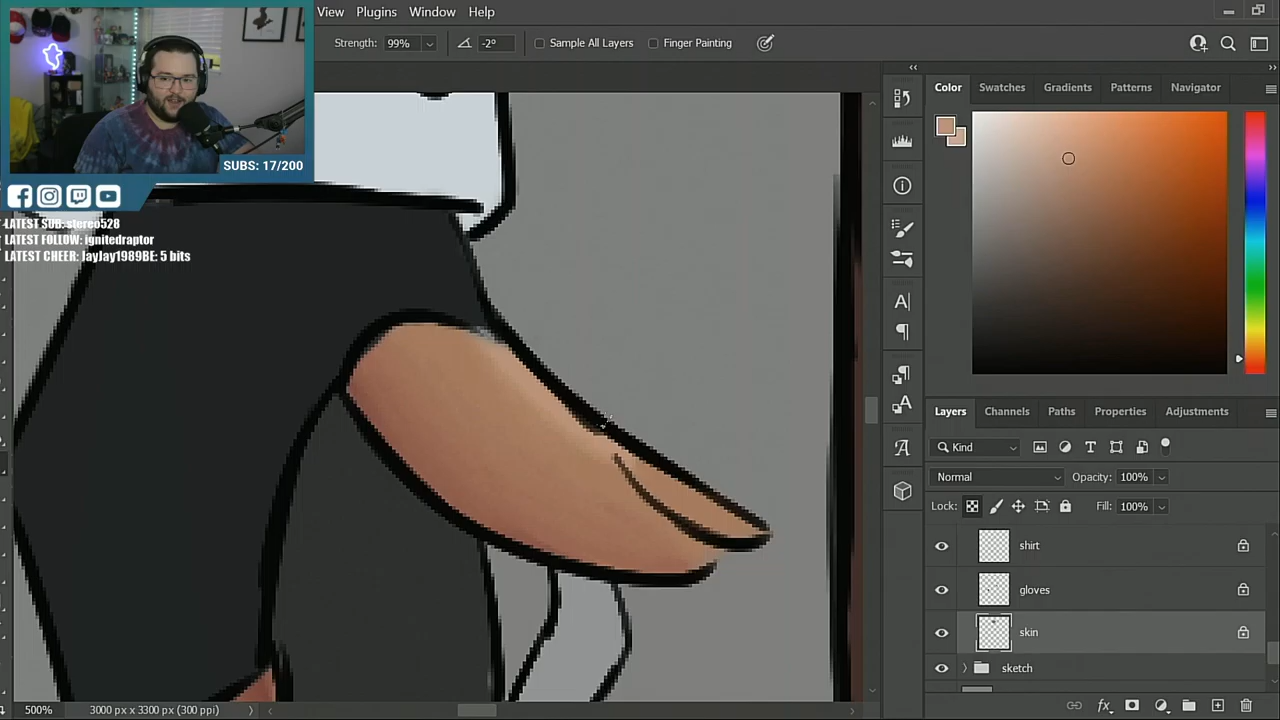 View Plugins Window Help
Strength: 99% -2° Sample All Layers Finger Painting
SUBS: 17/200
LATEST SUB: stereo528
LATEST FOLLOW: ignitedraptor
LATEST CHEER: JayJay1989BE: 5 bits
Color Swatches Gradients Patterns Navigator
Layers Channels Paths Properties Adjustments
Kind
Normal Opacity: 100%
Lock: Fill: 100%
shirt
gloves
skin
sketch
500% 3000 px x 3300 px (300 ppi)